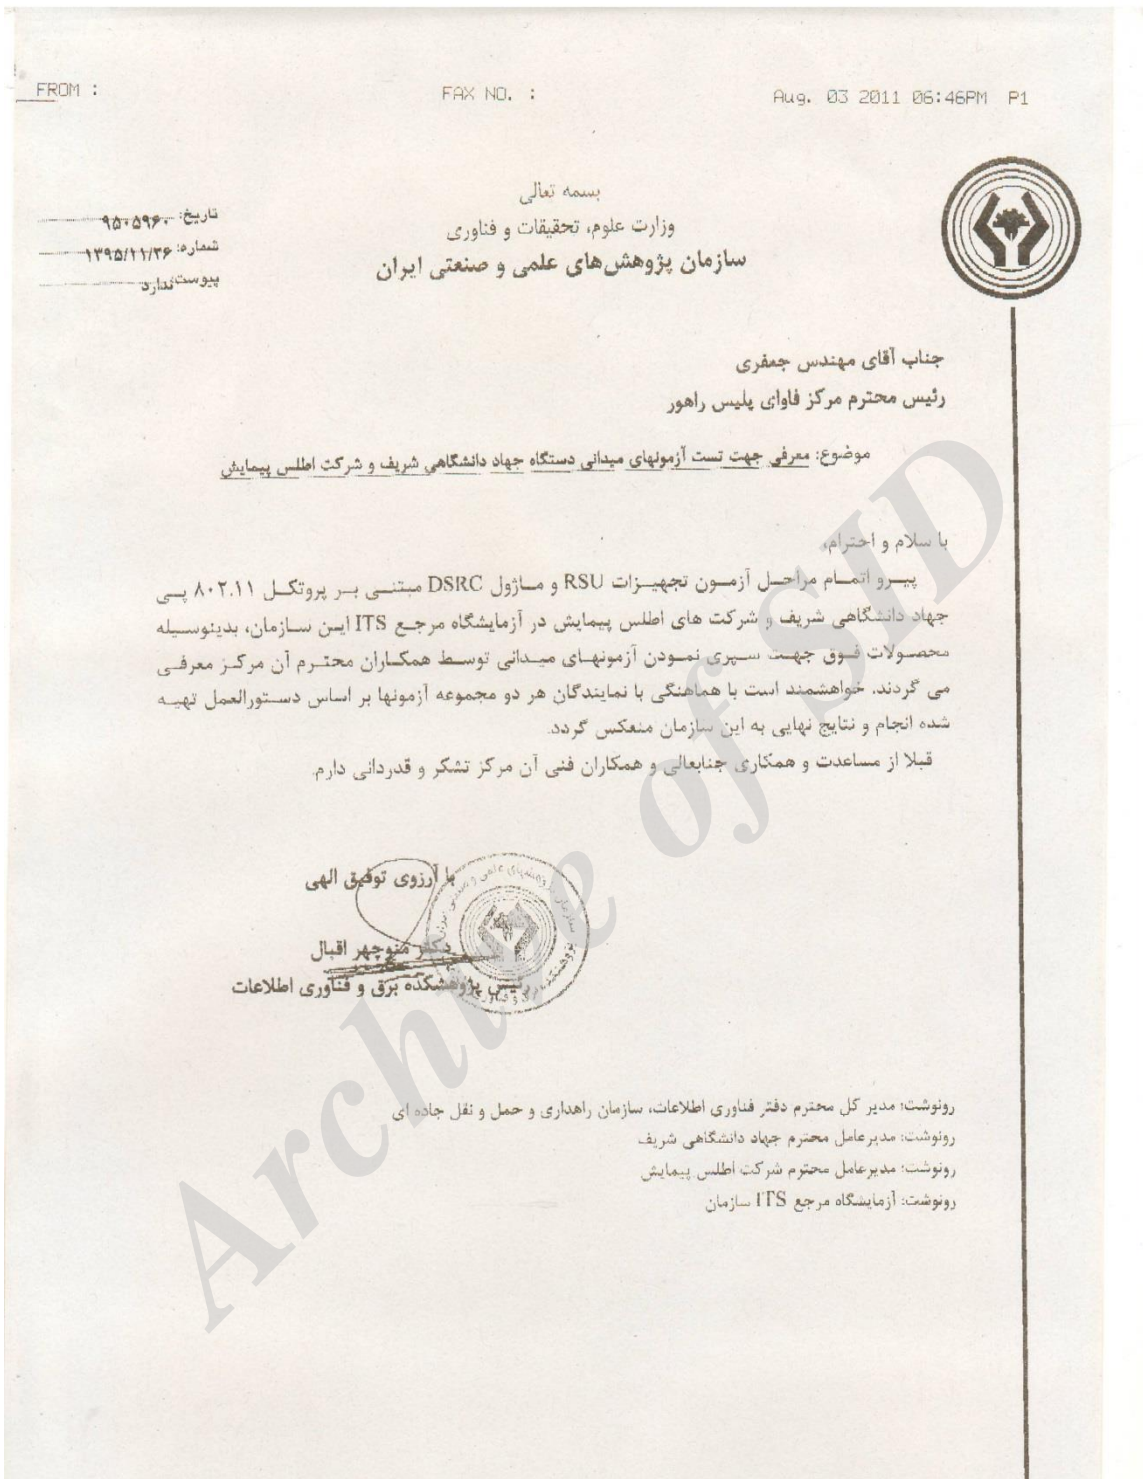 FROM :
FAX NO. :
Aug. 03 2011 06:46PM P1
بسمه تعالی
وزارت علوم، تحقیقات و فناوری
سازمان پژوهش‌های علمی و صنعتی ایران
تاریخ: ۹۵۰۵۹۶۰
شماره: ۱۳۹۵/۱۱/۲۶
پیوست ندارد
جناب آقای مهندس جعفری
رئیس محترم مرکز فاوای پلیس راهور
موضوع: معرفی جهت تست آزمونهای میدانی دستگاه جهاد دانشگاهی شریف و شرکت اطلس پیمایش
با سلام و احترام،
پیرو اتمام مراحل آزمون تجهیزات RSU و ماژول DSRC مبتنی بر پروتکل ۸۰۲.۱۱ پی
جهاد دانشگاهی شریف و شرکت های اطلس پیمایش در آزمایشگاه مرجع ITS این سازمان، بدینوسیله
محصولات فوق جهت سپری نمودن آزمونهای میدانی توسط همکاران محترم آن مرکز معرفی
می گردند. خواهشمند است با هماهنگی با نمایندگان هر دو مجموعه آزمونها بر اساس دستورالعمل تهیه
شده انجام و نتایج نهایی به این سازمان منعکس گردد.
قبلا از مساعدت و همکاری جنابعالی و همکاران فنی آن مرکز تشکر و قدردانی دارم.
با آرزوی توفیق الهی
دکتر منوچهر اقبال
رئیس پژوهشکده برق و فناوری اطلاعات
رونوشت: مدیر کل محترم دفتر فناوری اطلاعات، سازمان راهداری و حمل و نقل جاده ای
رونوشت: مدیرعامل محترم جهاد دانشگاهی شریف
رونوشت: مدیرعامل محترم شرکت اطلس پیمایش
رونوشت: آزمایشگاه مرجع ITS سازمان
Archive of SID